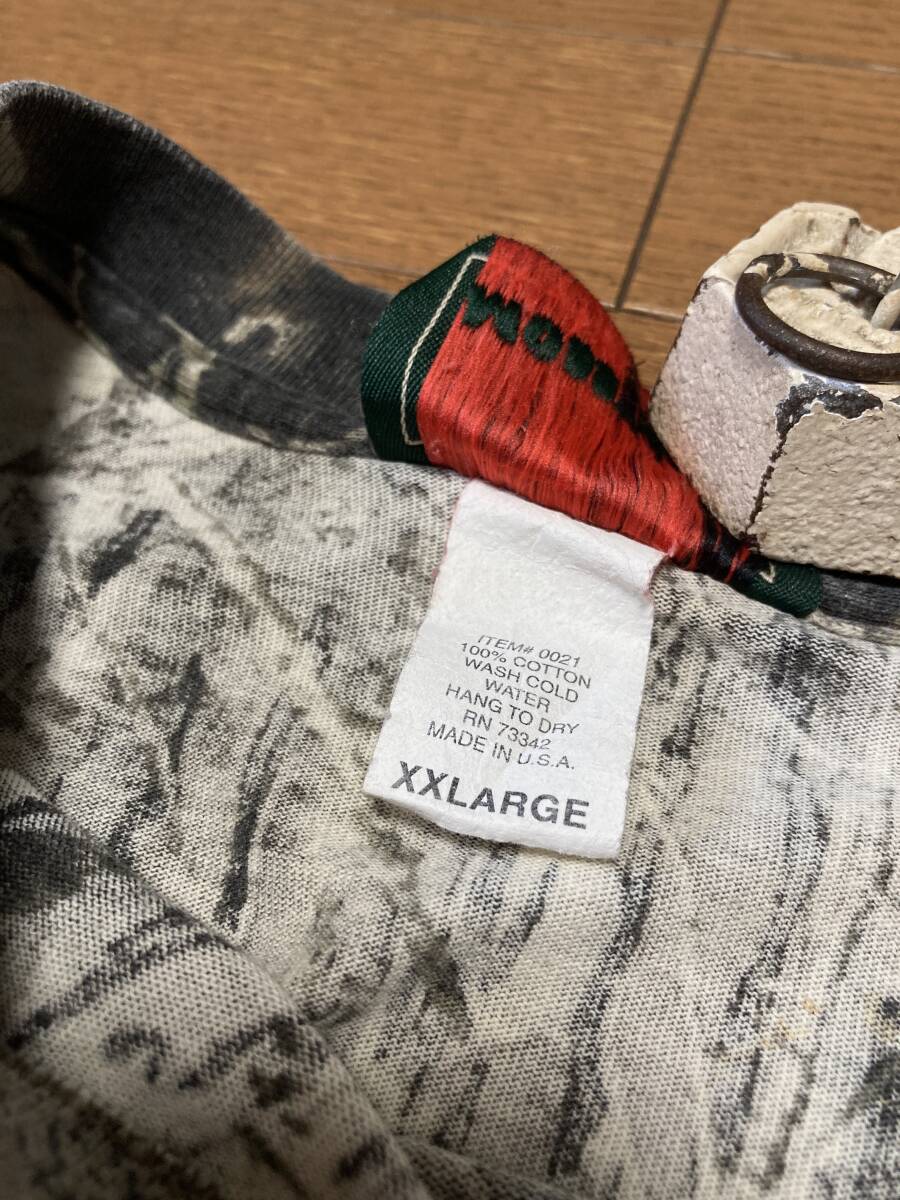 ITEM# 0021
100% COTTON
WASH COLD
WATER
HANG TO DRY
RN 73342
MADE IN U.S.A.
XXLARGE